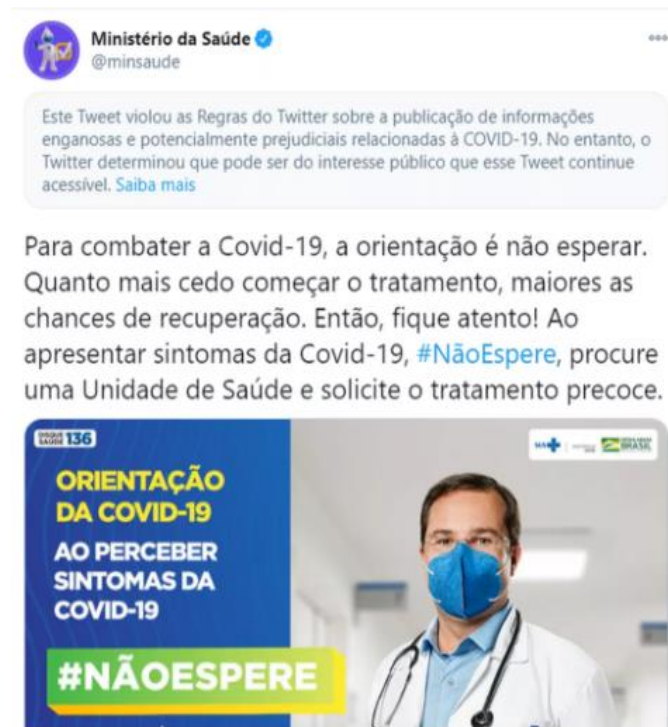 Ministério da Saúde
@minsaude
Este Tweet violou as Regras do Twitter sobre a publicação de informações
enganosas e potencialmente prejudiciais relacionadas à COVID-19. No entanto, o
Twitter determinou que pode ser do interesse público que esse Tweet continue
acessível. Saiba mais
Para combater a Covid-19, a orientação é não esperar.
Quanto mais cedo começar o tratamento, maiores as
chances de recuperação. Então, fique atento! Ao
apresentar sintomas da Covid-19, #NãoEspere, procure
uma Unidade de Saúde e solicite o tratamento precoce.
DISQUE
SAÚDE 136
SUS
BRASIL
ORIENTAÇÃO
DA COVID-19
AO PERCEBER
SINTOMAS DA
COVID-19
#NÃOESPERE